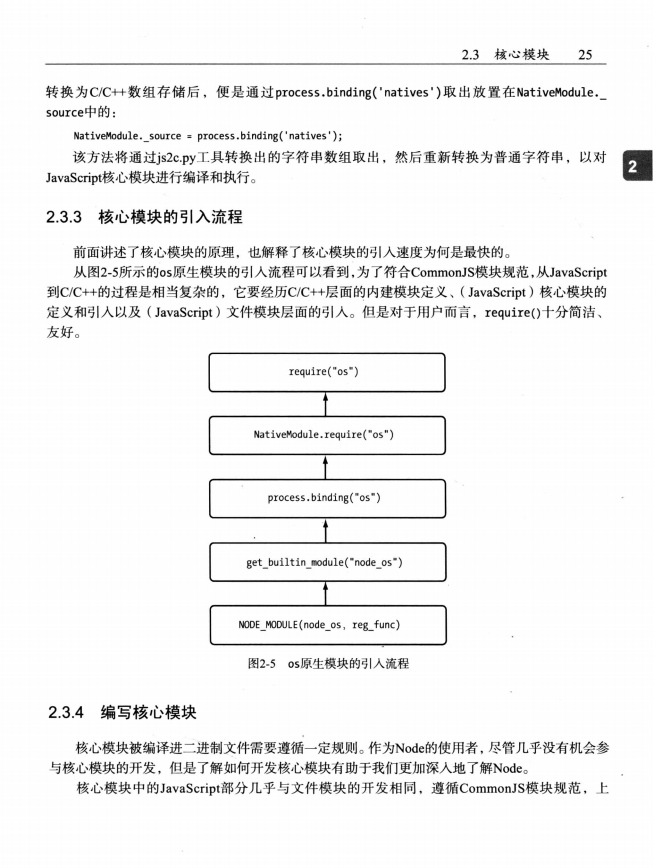 2.3 核心模块 25
转换为C/C++数组存储后，便是通过process.binding('natives')取出放置在NativeModule._
source中的：
NativeModule._source = process.binding('natives');
该方法将通过js2c.py工具转换出的字符串数组取出，然后重新转换为普通字符串，以对
JavaScript核心模块进行编译和执行。
2
2.3.3 核心模块的引入流程
前面讲述了核心模块的原理，也解释了核心模块的引入速度为何是最快的。
从图2-5所示的os原生模块的引入流程可以看到,为了符合CommonJS模块规范,从JavaScript
到C/C++的过程是相当复杂的，它要经历C/C++层面的内建模块定义、（JavaScript）核心模块的
定义和引入以及（JavaScript）文件模块层面的引入。但是对于用户而言，require()十分简洁、
友好。
require("os")
NativeModule.require("os")
process.binding("os")
get_builtin_module("node_os")
NODE_MODULE(node_os, reg_func)
图2-5 os原生模块的引入流程
2.3.4 编写核心模块
核心模块被编译进二进制文件需要遵循一定规则。作为Node的使用者，尽管几乎没有机会参
与核心模块的开发，但是了解如何开发核心模块有助于我们更加深入地了解Node。
核心模块中的JavaScript部分几乎与文件模块的开发相同，遵循CommonJS模块规范，上